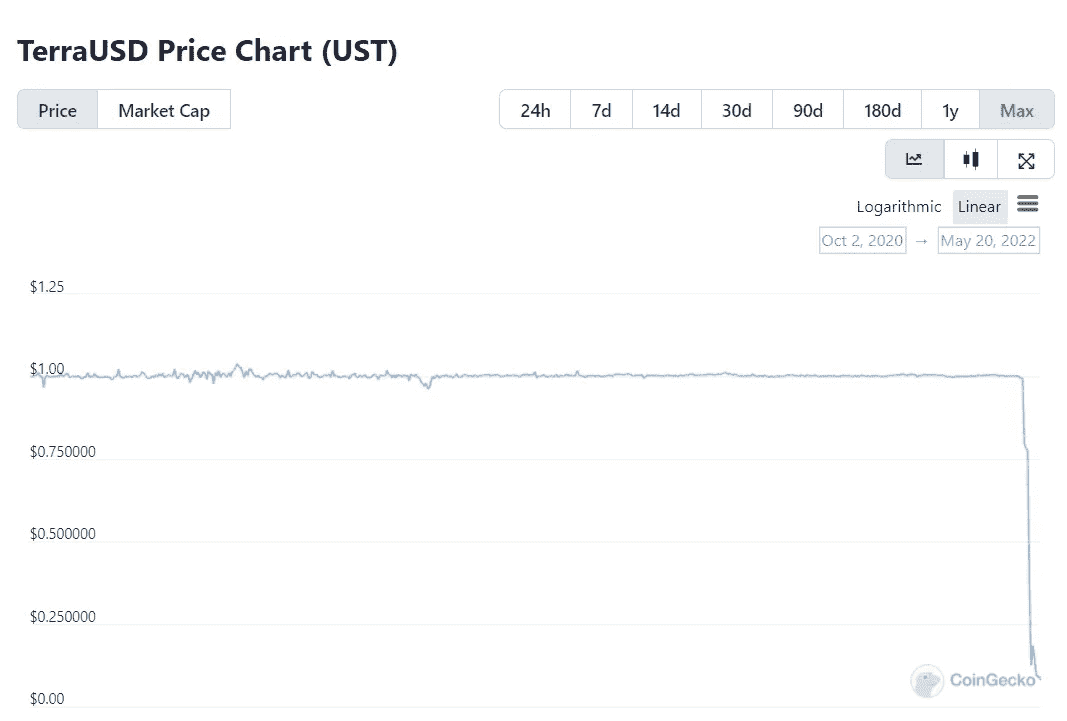 TerraUSD Price Chart (UST)
Price Market Cap 24h 7d 14d 30d 90d 180d 1y Max
Logarithmic Linear
Oct 2, 2020 → May 20, 2022
$1.25
$1.00
$0.750000
$0.500000
$0.250000
CoinGecko
$0.00